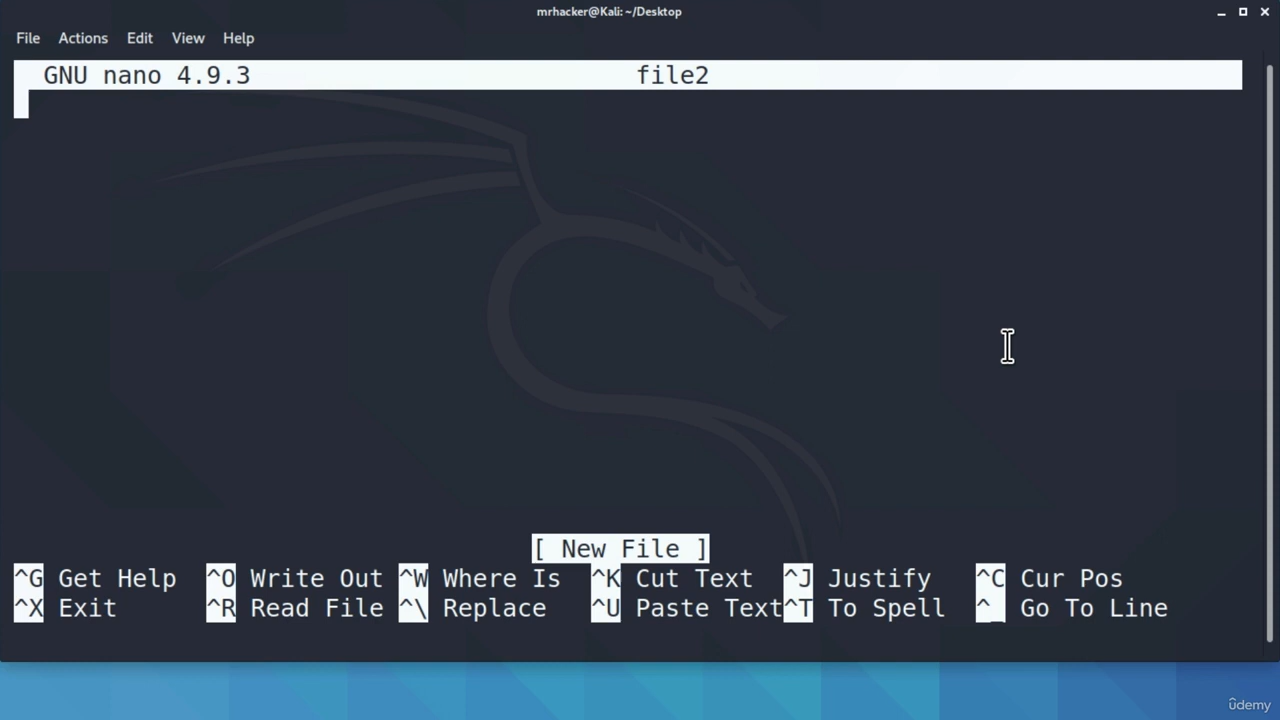 mrhacker@Kali: ~/Desktop
File Actions Edit View Help
GNU nano 4.9.3 file2
[ New File ]
^G Get Help ^O Write Out ^W Where Is ^K Cut Text ^J Justify ^C Cur Pos
^X Exit ^R Read File ^\ Replace ^U Paste Text ^T To Spell ^_ Go To Line
ûdemy